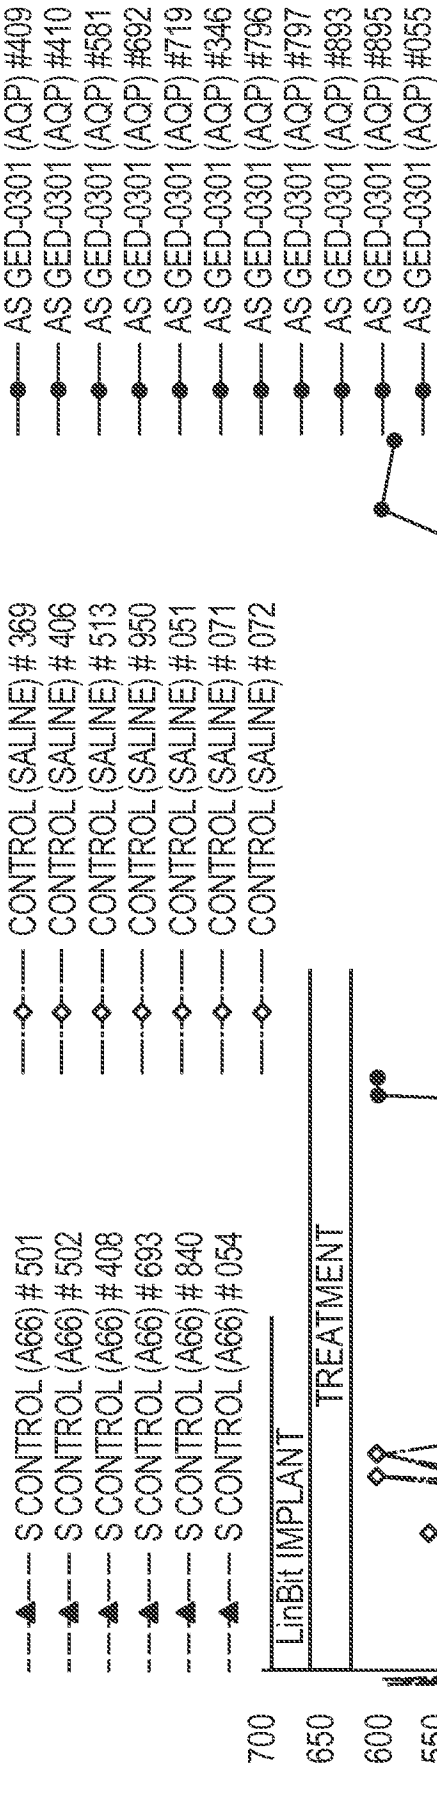 S CONTROL (A66) # 501
S CONTROL (A66) # 502
S CONTROL (A66) # 408
S CONTROL (A66) # 693
S CONTROL (A66) # 840
S CONTROL (A66) # 054
CONTROL (SALINE) # 369
CONTROL (SALINE) # 406
CONTROL (SALINE) # 513
CONTROL (SALINE) # 950
CONTROL (SALINE) # 051
CONTROL (SALINE) # 071
CONTROL (SALINE) # 072
AS GED-0301 (AQP) #409
AS GED-0301 (AQP) #410
AS GED-0301 (AQP) #581
AS GED-0301 (AQP) #692
AS GED-0301 (AQP) #719
AS GED-0301 (AQP) #346
AS GED-0301 (AQP) #796
AS GED-0301 (AQP) #797
AS GED-0301 (AQP) #893
AS GED-0301 (AQP) #895
AS GED-0301 (AQP) #055
LinBit IMPLANT
TREATMENT
700
650
600
550